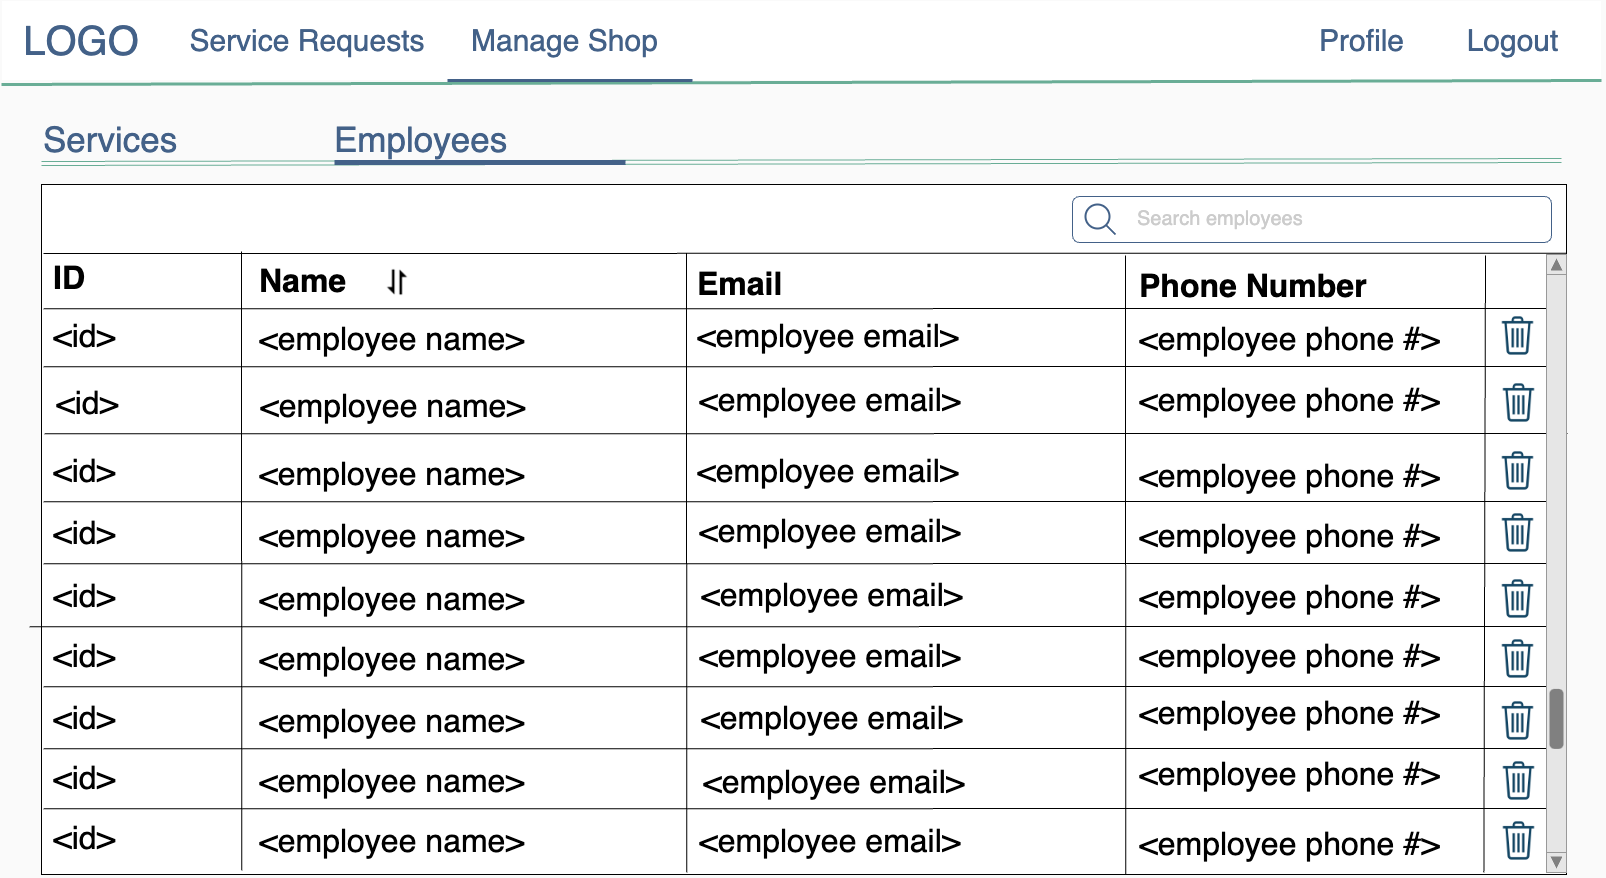 LOGO Service Requests Manage Shop Profile Logout
Services Employees
Search employees
ID Name Email Phone Number
<id> <employee name> <employee email> <employee phone #>
<id> <employee name> <employee email> <employee phone #>
<id> <employee name> <employee email> <employee phone #>
<id> <employee name> <employee email> <employee phone #>
<id> <employee name> <employee email> <employee phone #>
<id> <employee name> <employee email> <employee phone #>
<id> <employee name> <employee email> <employee phone #>
<id> <employee name> <employee email> <employee phone #>
<id> <employee name> <employee email> <employee phone #>